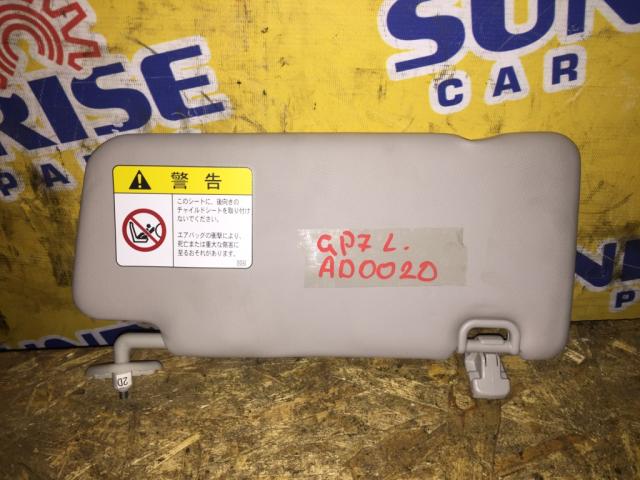 SUN
RISE
CAR
PA
SUN
警告
このシートに、後向きの
チャイルドシートを取り付け
ないでください。
エアバッグの衝撃により、
死亡または重大な傷害に
至るおそれがあります。
GP7 L.
AD0020
2D